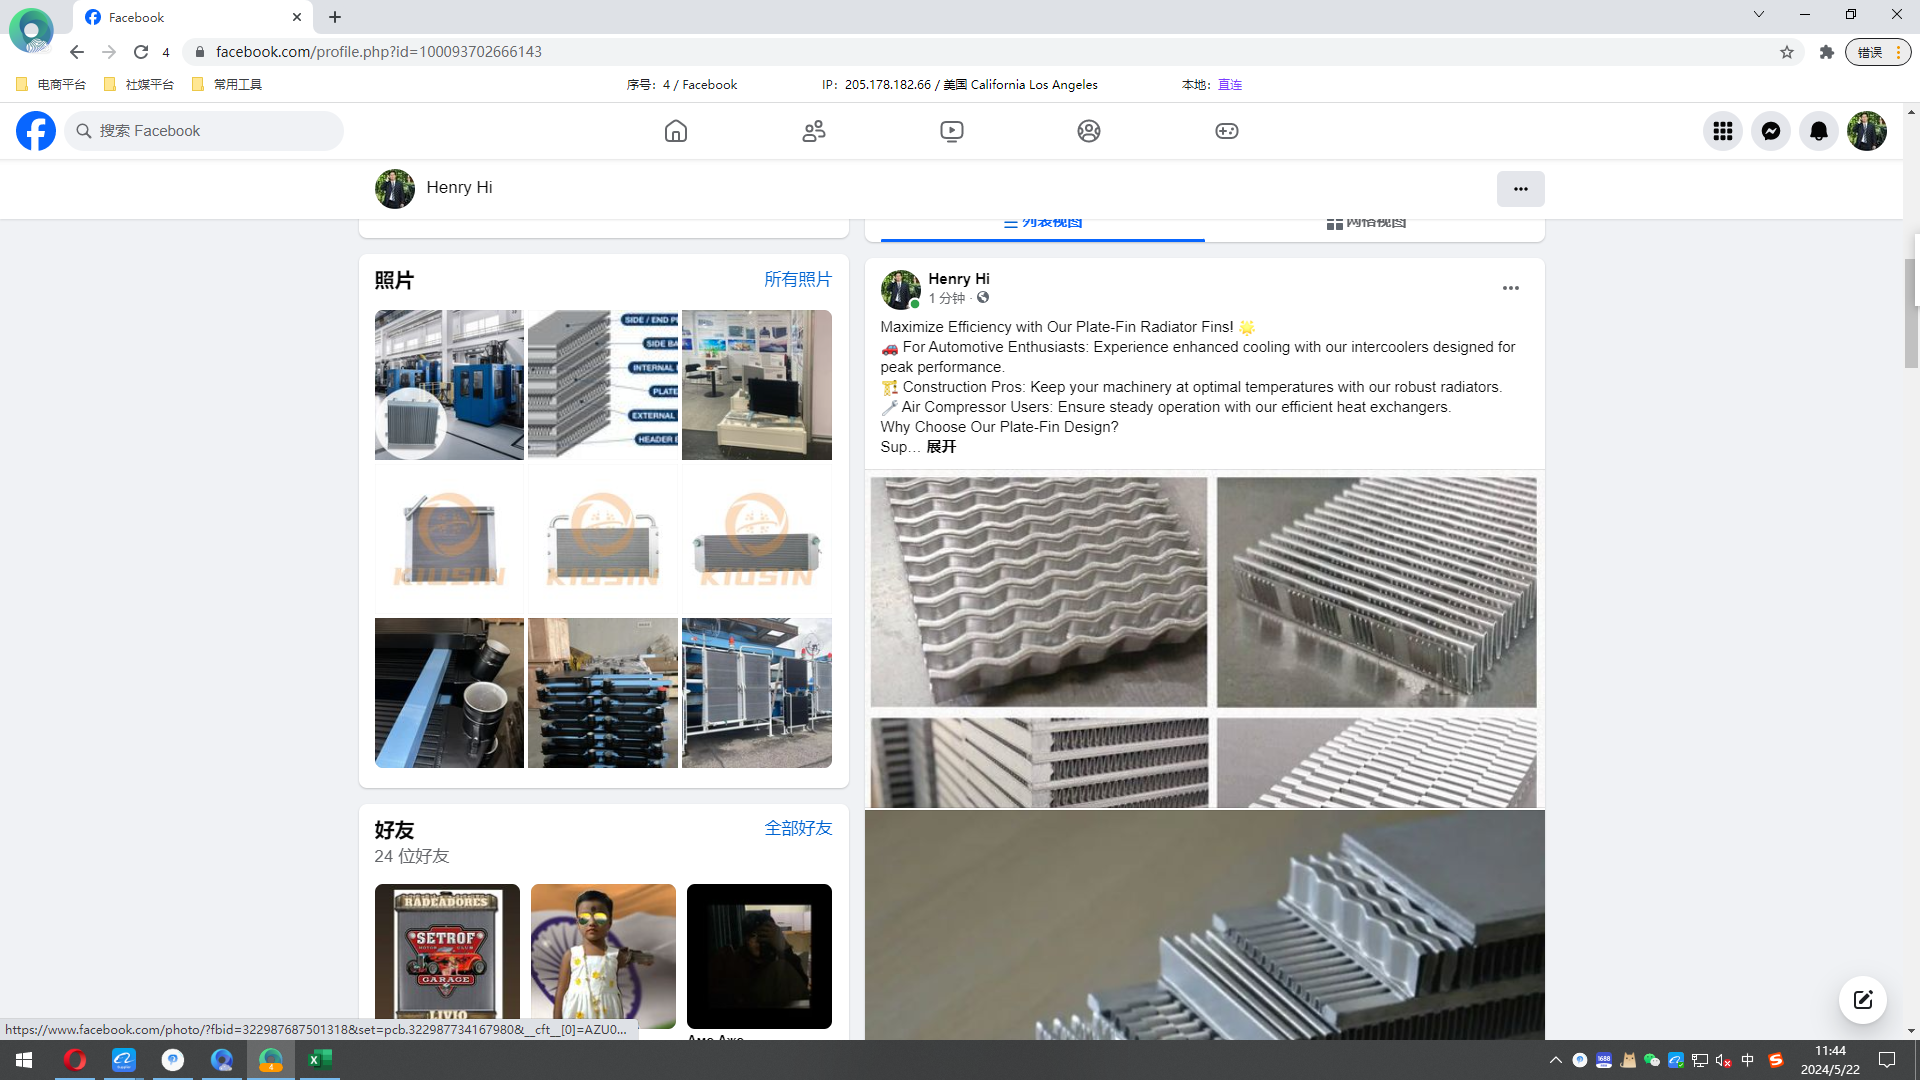 Facebook
4
facebook.com/profile.php?id=100093702666143
错误
电商平台
社媒平台
常用工具
序号：4 / Facebook
IP：205.178.182.66 / 美国 California Los Angeles
本地：直连
搜索 Facebook
Henry Hi
列表视图
网格视图
照片
所有照片
SIDE / END P
SIDE BA
INTERNAL
PLATE
EXTERNAL
HEADER B
KIUSIN
KIUSIN
KIUSIN
好友
全部好友
24 位好友
RADEADORES
SETROF
MOTOR CLUB
GARAGE
LIVIO
Henry Hi
1 分钟 ·
Maximize Efficiency with Our Plate-Fin Radiator Fins! 🌟
🚗 For Automotive Enthusiasts: Experience enhanced cooling with our intercoolers designed for
peak performance.
🏗️ Construction Pros: Keep your machinery at optimal temperatures with our robust radiators.
🔧 Air Compressor Users: Ensure steady operation with our efficient heat exchangers.
Why Choose Our Plate-Fin Design?
Sup… 展开
https://www.facebook.com/photo/?fbid=322987687501318&set=pcb.322987734167980&__cft__[0]=AZU0...
4
1688
中
11:44
2024/5/22